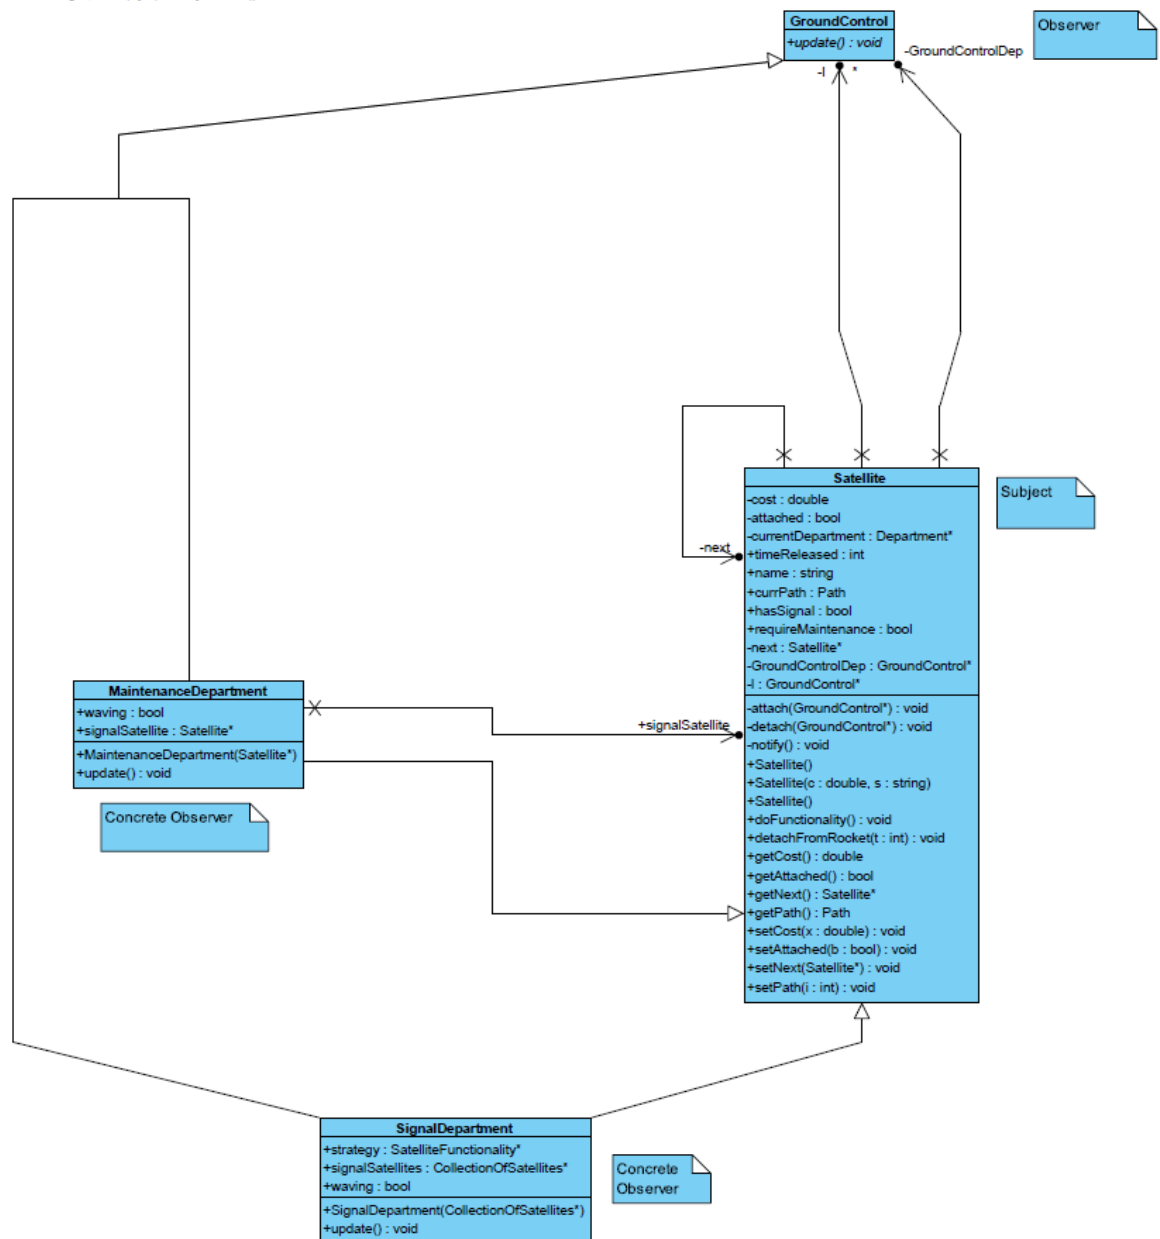 GroundControl
+update() : void
Observer
-GroundControlDep
-l
*
Satellite
-cost : double
-attached : bool
-currentDepartment : Department*
+timeReleased : int
+name : string
+currPath : Path
+hasSignal : bool
+requireMaintenance : bool
-next : Satellite*
-GroundControlDep : GroundControl*
-l : GroundControl*
-attach(GroundControl*) : void
-detach(GroundControl*) : void
-notify() : void
+Satellite()
+Satellite(c : double, s : string)
+Satellite()
+doFunctionality() : void
+detachFromRocket(t : int) : void
+getCost() : double
+getAttached() : bool
+getNext() : Satellite*
+getPath() : Path
+setCost(x : double) : void
+setAttached(b : bool) : void
+setNext(Satellite*) : void
+setPath(i : int) : void
Subject
-next
MaintenanceDepartment
+waving : bool
+signalSatellite : Satellite*
+MaintenanceDepartment(Satellite*)
+update() : void
+signalSatellite
Concrete Observer
SignalDepartment
+strategy : SatelliteFunctionality*
+signalSatellites : CollectionOfSatellites*
+waving : bool
+SignalDepartment(CollectionOfSatellites*)
+update() : void
Concrete
Observer